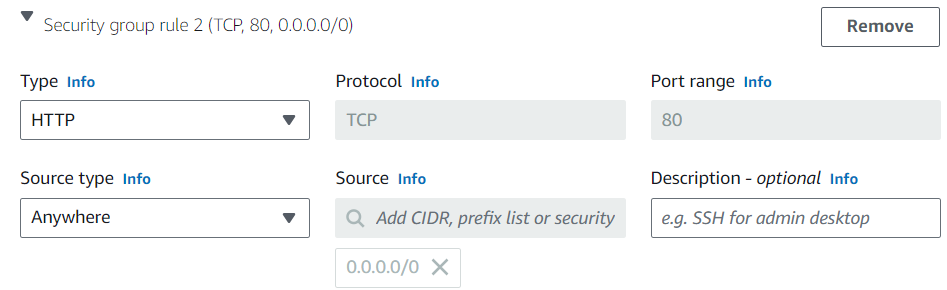 Security group rule 2 (TCP, 80, 0.0.0.0/0)
Remove
Type Info
Protocol Info
Port range Info
HTTP
TCP
80
Source type Info
Source Info
Description - optional Info
Anywhere
Add CIDR, prefix list or security
e.g. SSH for admin desktop
0.0.0.0/0